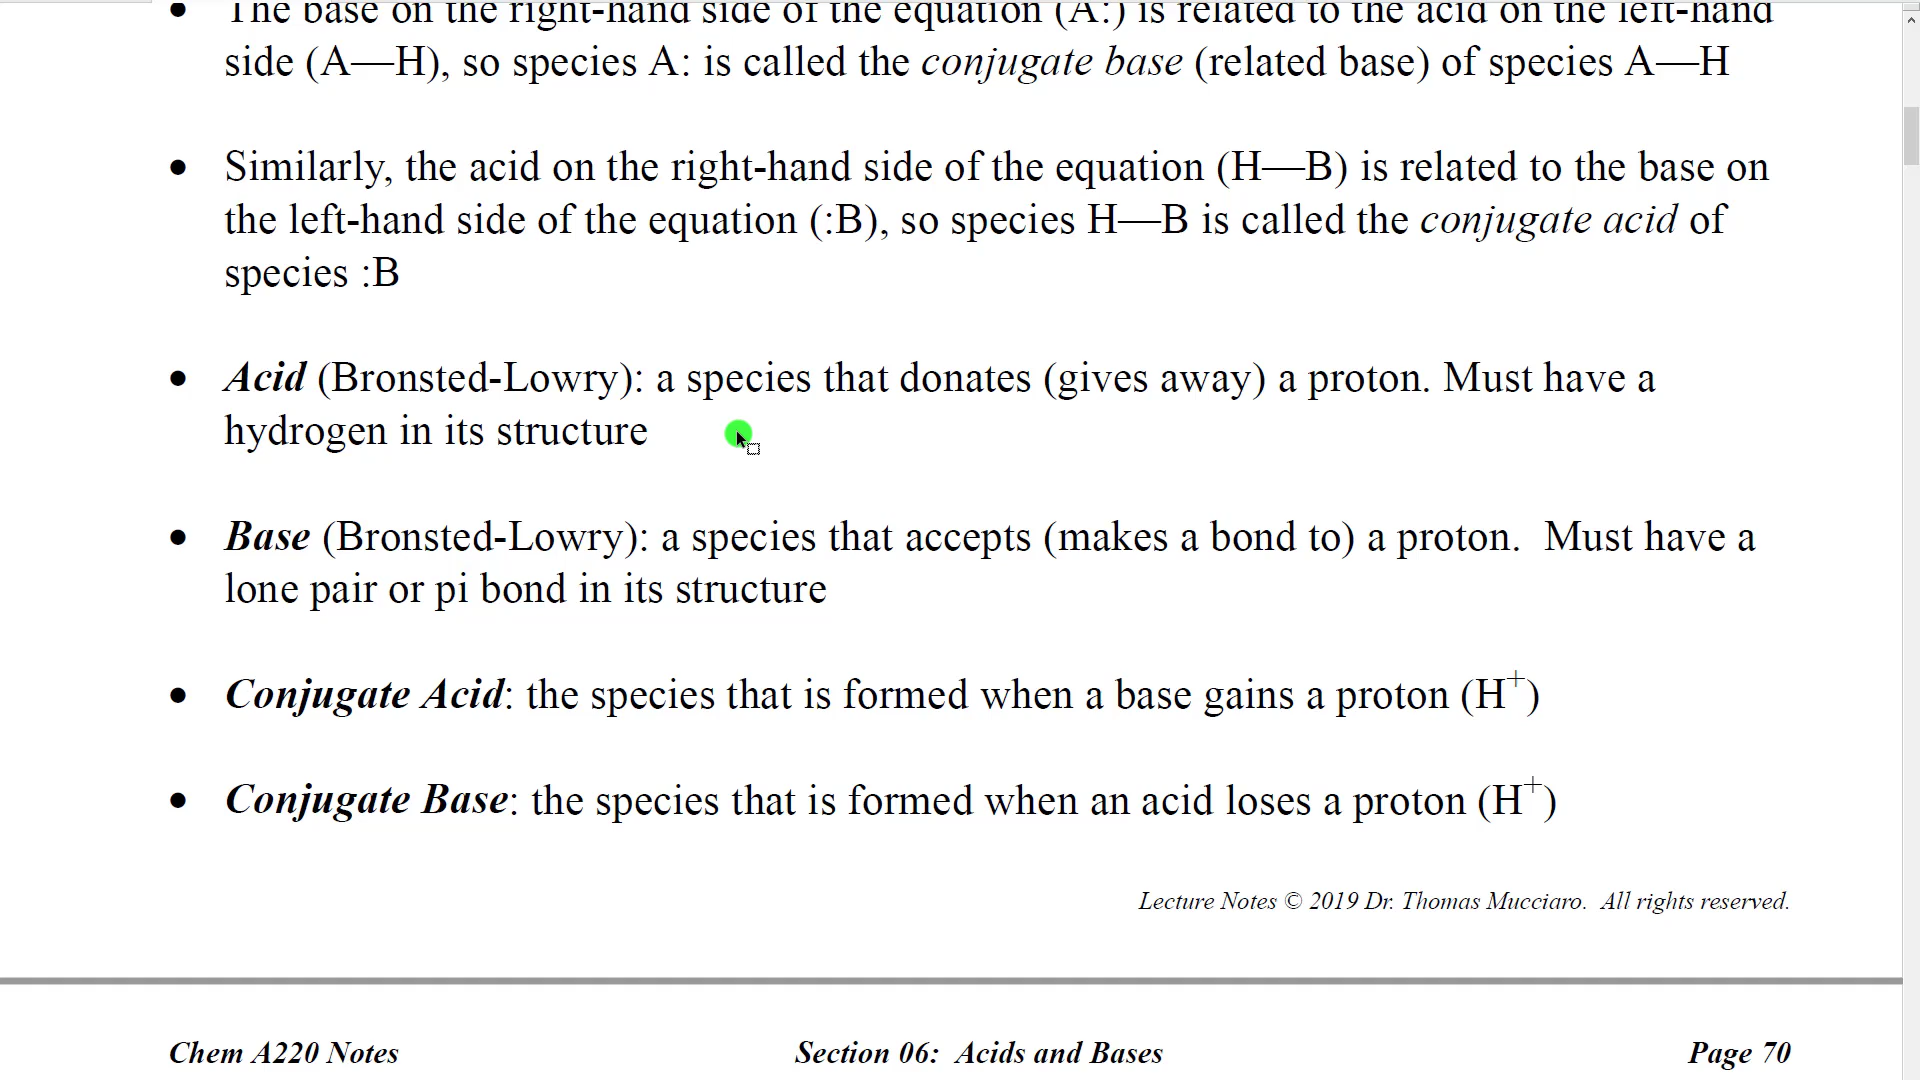 • The base on the right-hand side of the equation (A:) is related to the acid on the left-hand
side (A—H), so species A: is called the conjugate base (related base) of species A—H
• Similarly, the acid on the right-hand side of the equation (H—B) is related to the base on
the left-hand side of the equation (:B), so species H—B is called the conjugate acid of
species :B
• Acid (Bronsted-Lowry): a species that donates (gives away) a proton. Must have a
hydrogen in its structure
• Base (Bronsted-Lowry): a species that accepts (makes a bond to) a proton.  Must have a
lone pair or pi bond in its structure
• Conjugate Acid: the species that is formed when a base gains a proton (H⁺)
• Conjugate Base: the species that is formed when an acid loses a proton (H⁺)
Lecture Notes © 2019 Dr. Thomas Mucciaro.  All rights reserved.
Chem A220 Notes Section 06:  Acids and Bases Page 70